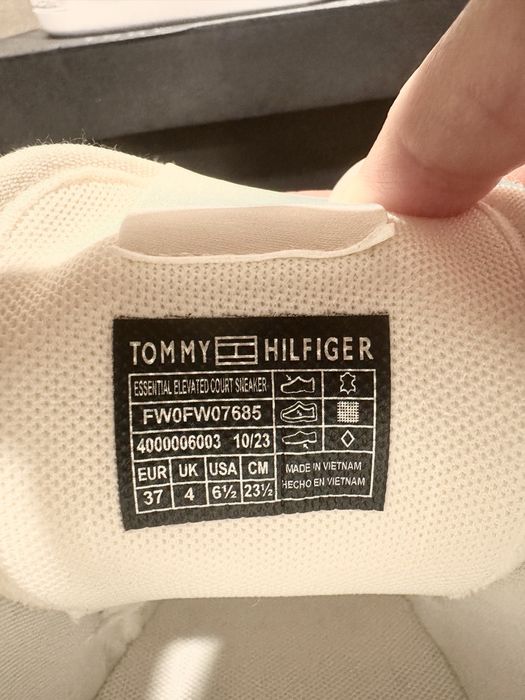 TOMMY HILFIGER
ESSENTIAL ELEVATED COURT SNEAKER
FW0FW07685
4000006003 10/23
EUR UK USA CM
37 4 6½ 23½
MADE IN VIETNAM
HECHO EN VIETNAM